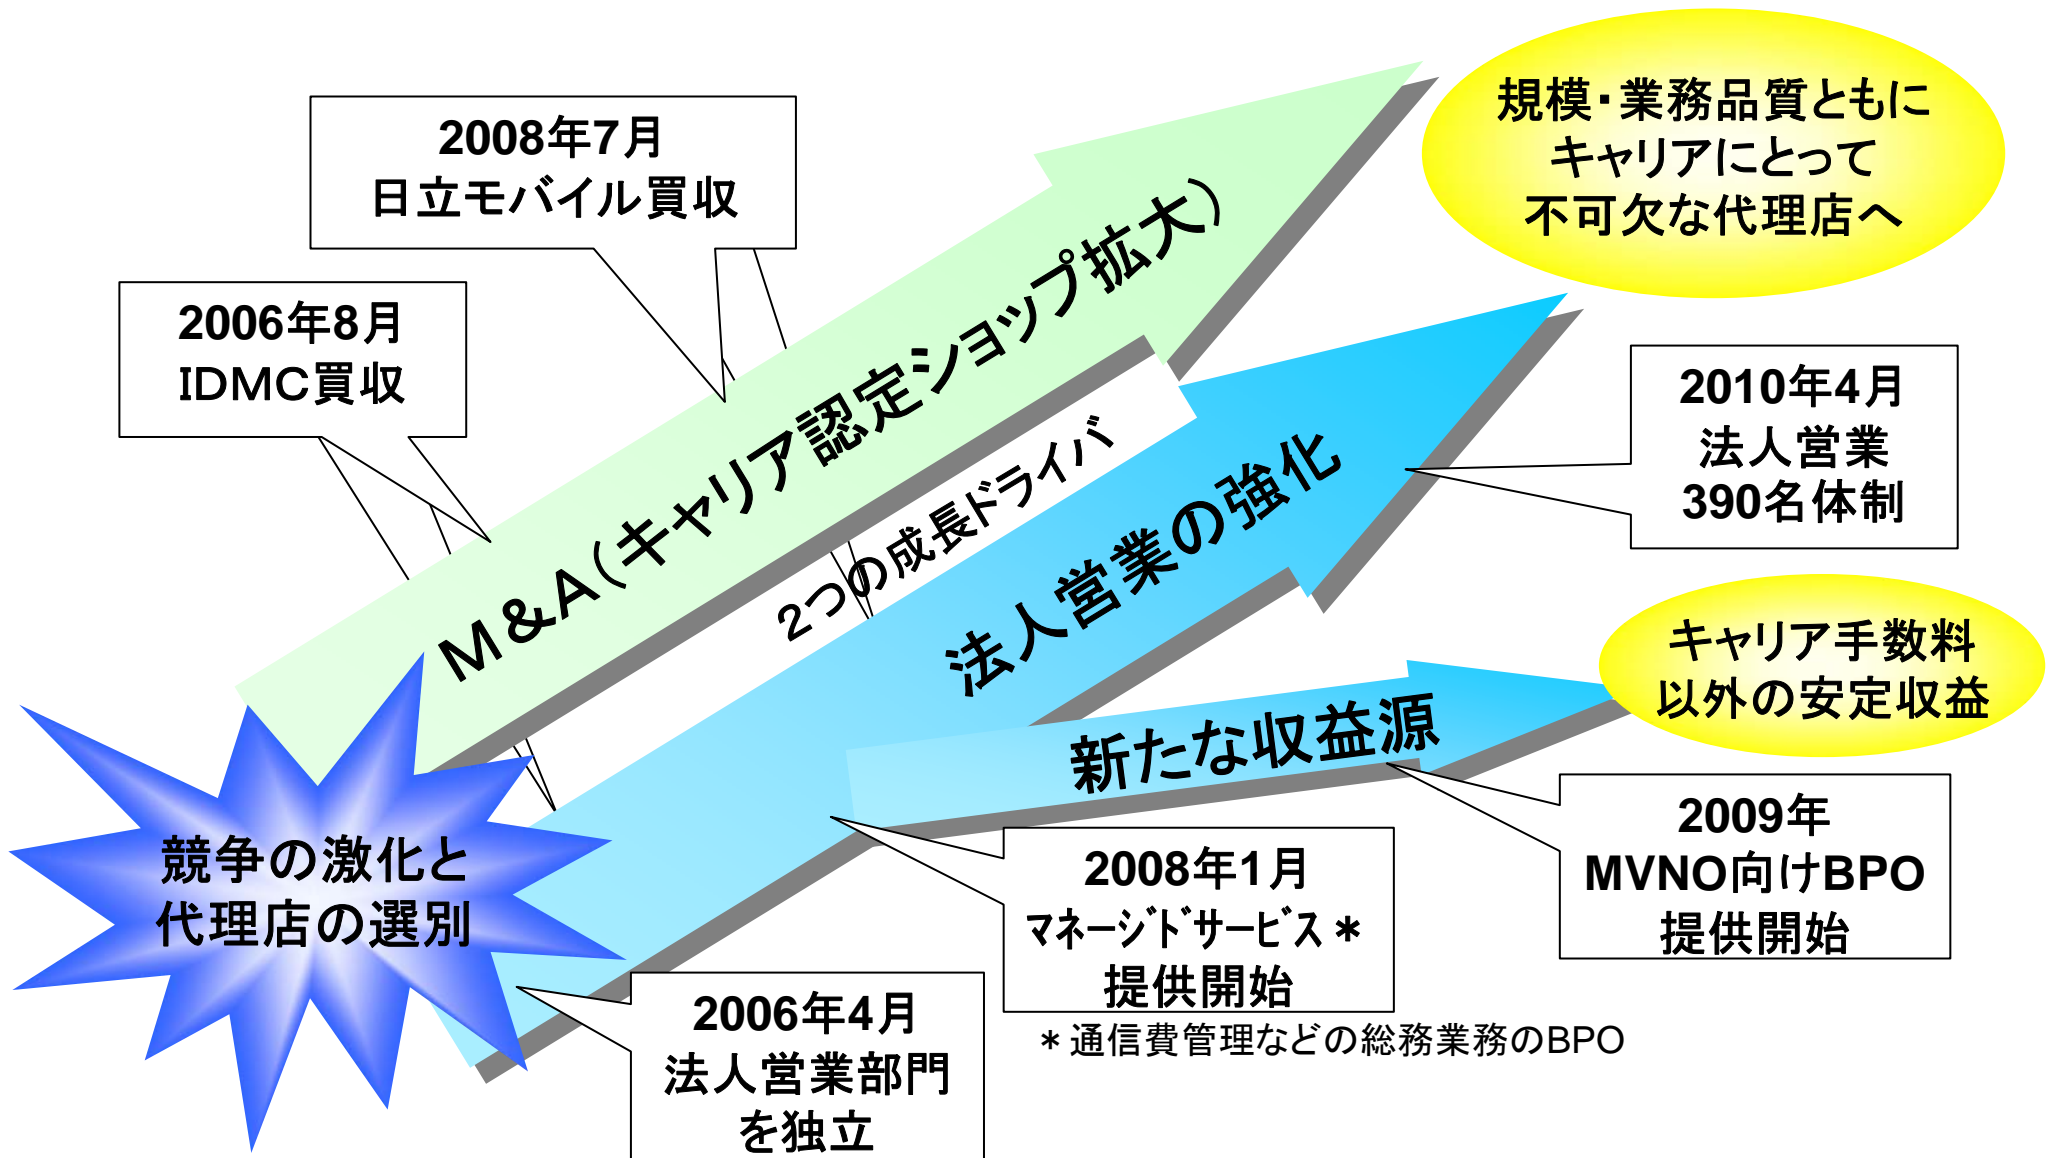 2008年7月
日立モバイル買収
2006年8月
IDMC買収
規模・業務品質ともに
キャリアにとって
不可欠な代理店へ
M&A(キャリア認定ショップ拡大)
2つの成長ドライバ
法人営業の強化
2010年4月
法人営業
390名体制
新たな収益源
キャリア手数料
以外の安定収益
競争の激化と
代理店の選別
2009年
MVNO向けBPO
提供開始
2008年1月
ﾏﾈｰｼﾞﾄﾞｻｰﾋﾞｽ*
提供開始
*通信費管理などの総務業務のBPO
2006年4月
法人営業部門
を独立